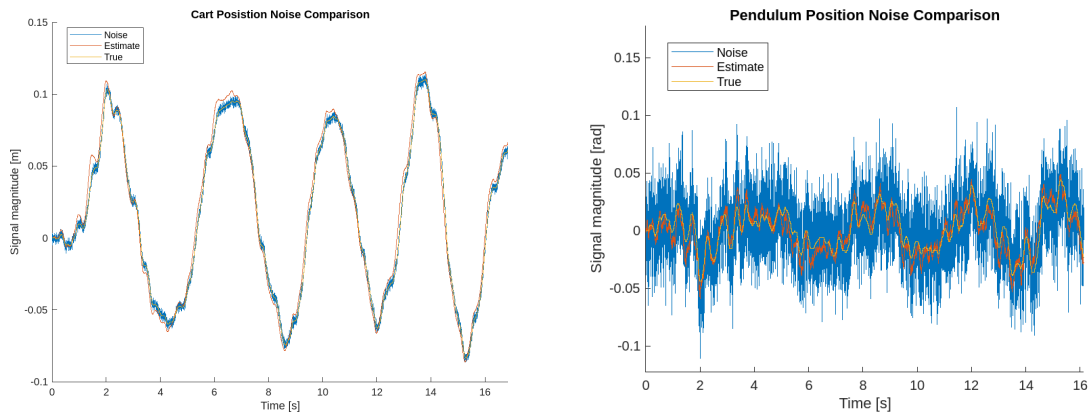 Cart Posistion Noise Comparison
Noise
Estimate
True
0.15
0.1
0.05
0
-0.05
-0.1
Signal magnitude [m]
0 2 4 6 8 10 12 14 16
Time [s]
Pendulum Position Noise Comparison
Noise
Estimate
True
0.15
0.1
0.05
0
-0.05
-0.1
Signal magnitude [rad]
0 2 4 6 8 10 12 14 16
Time [s]